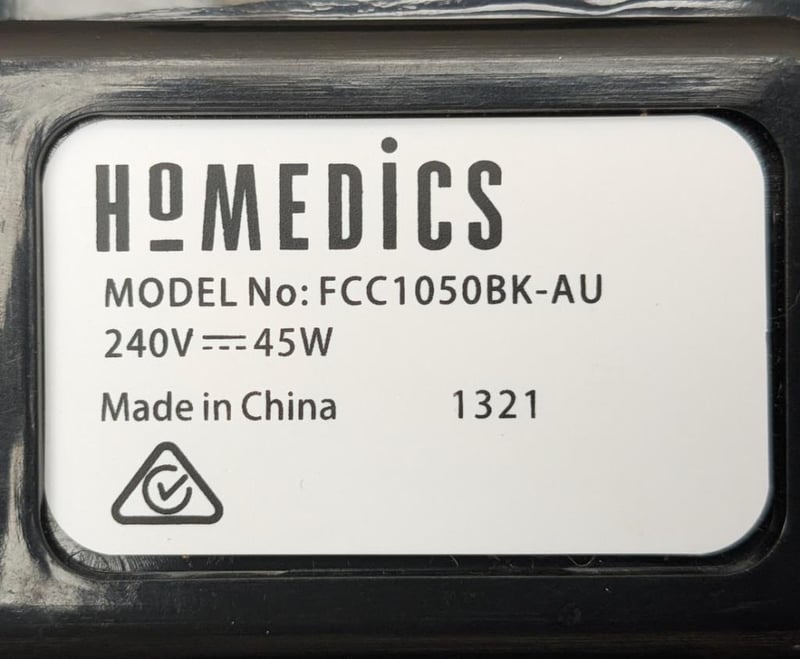 HoMEDiCS
MODEL No: FCC1050BK-AU
240V ⎓ 45W
Made in China 1321